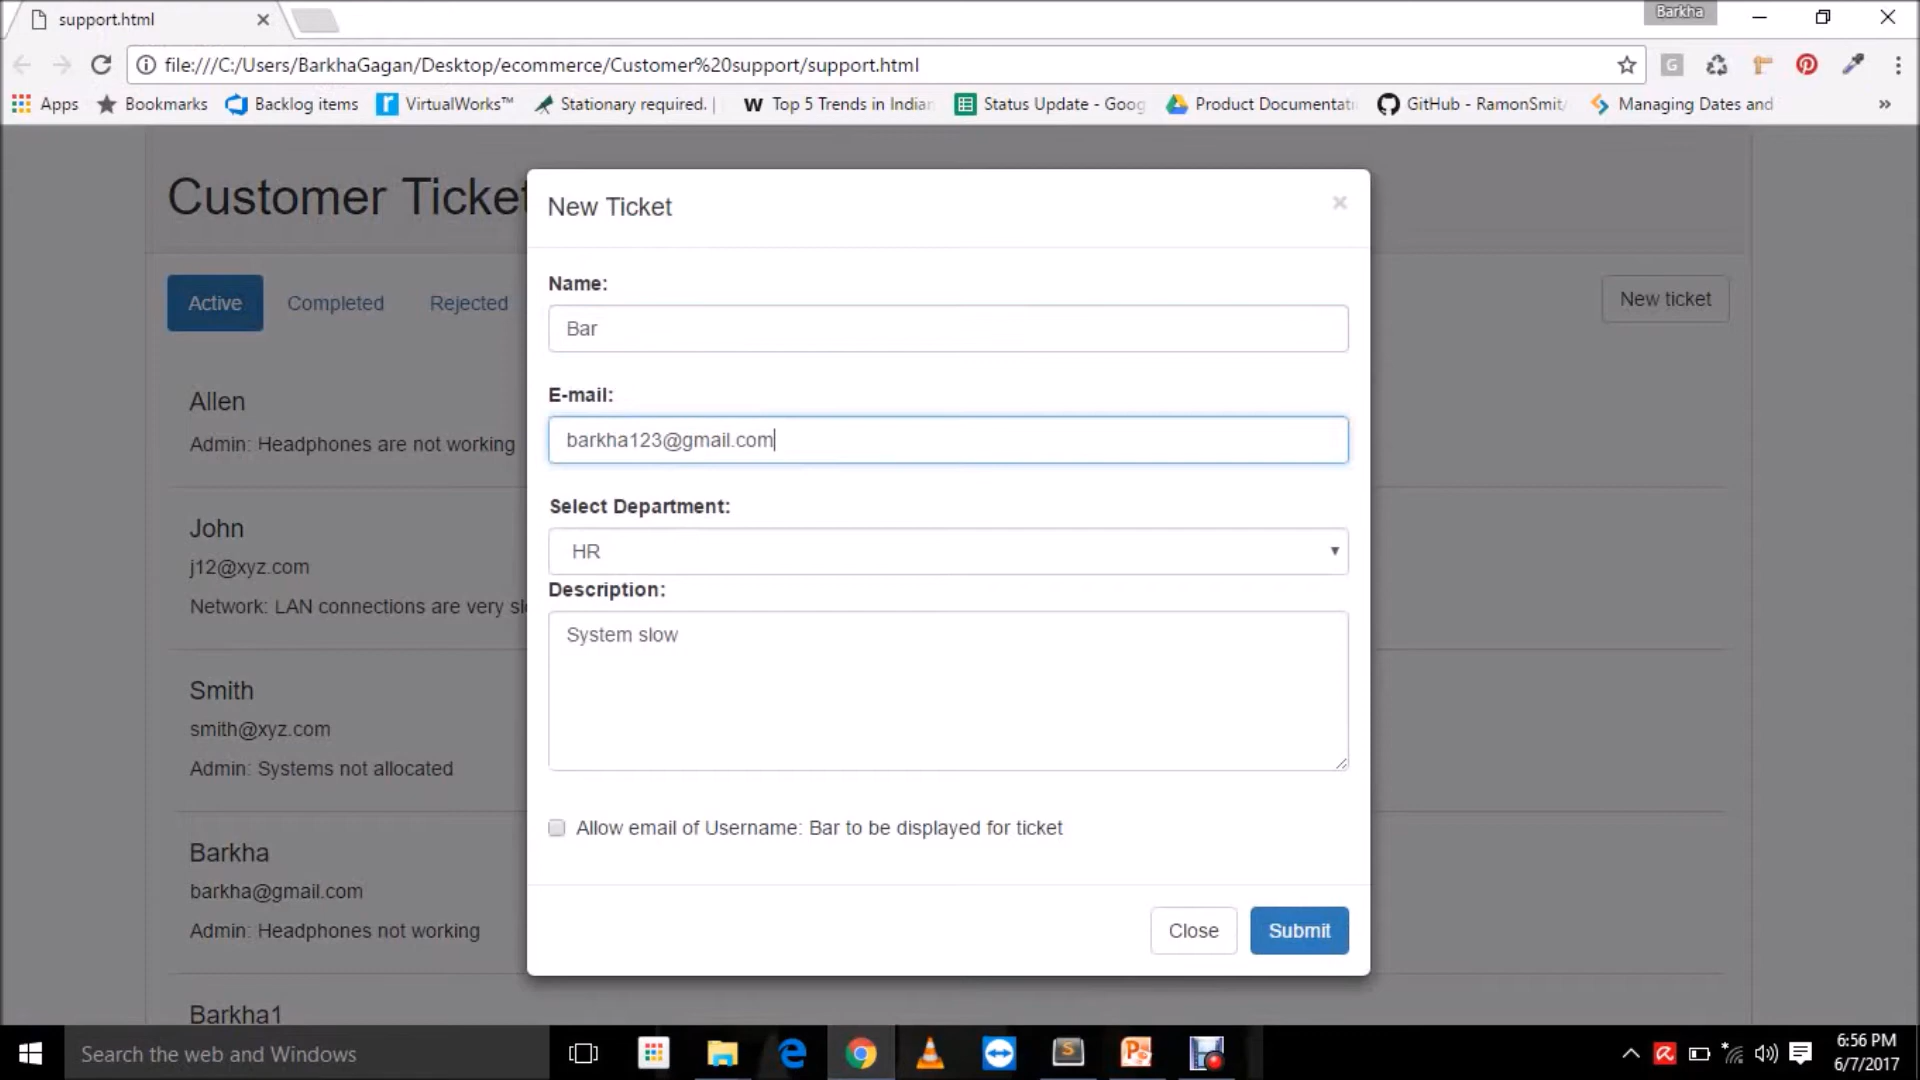 support.html
Barkha
file:///C:/Users/BarkhaGagan/Desktop/ecommerce/Customer%20support/support.html
G
Apps
Bookmarks
Backlog items
VirtualWorks™
Stationary required. |
W Top 5 Trends in Indian
Status Update - Goog
Product Documentati
GitHub - RamonSmit/
Managing Dates and
»
Customer Ticket
Active
Completed
Rejected
New ticket
Allen
Admin: Headphones are not working
John
j12@xyz.com
Network: LAN connections are very sl
Smith
smith@xyz.com
Admin: Systems not allocated
Barkha
barkha@gmail.com
Admin: Headphones not working
Barkha1
New Ticket
×
Name:
Bar
E-mail:
barkha123@gmail.com
Select Department:
HR
Description:
System slow
Allow email of Username: Bar to be displayed for ticket
Close
Submit
Search the web and Windows
6:56 PM
6/7/2017